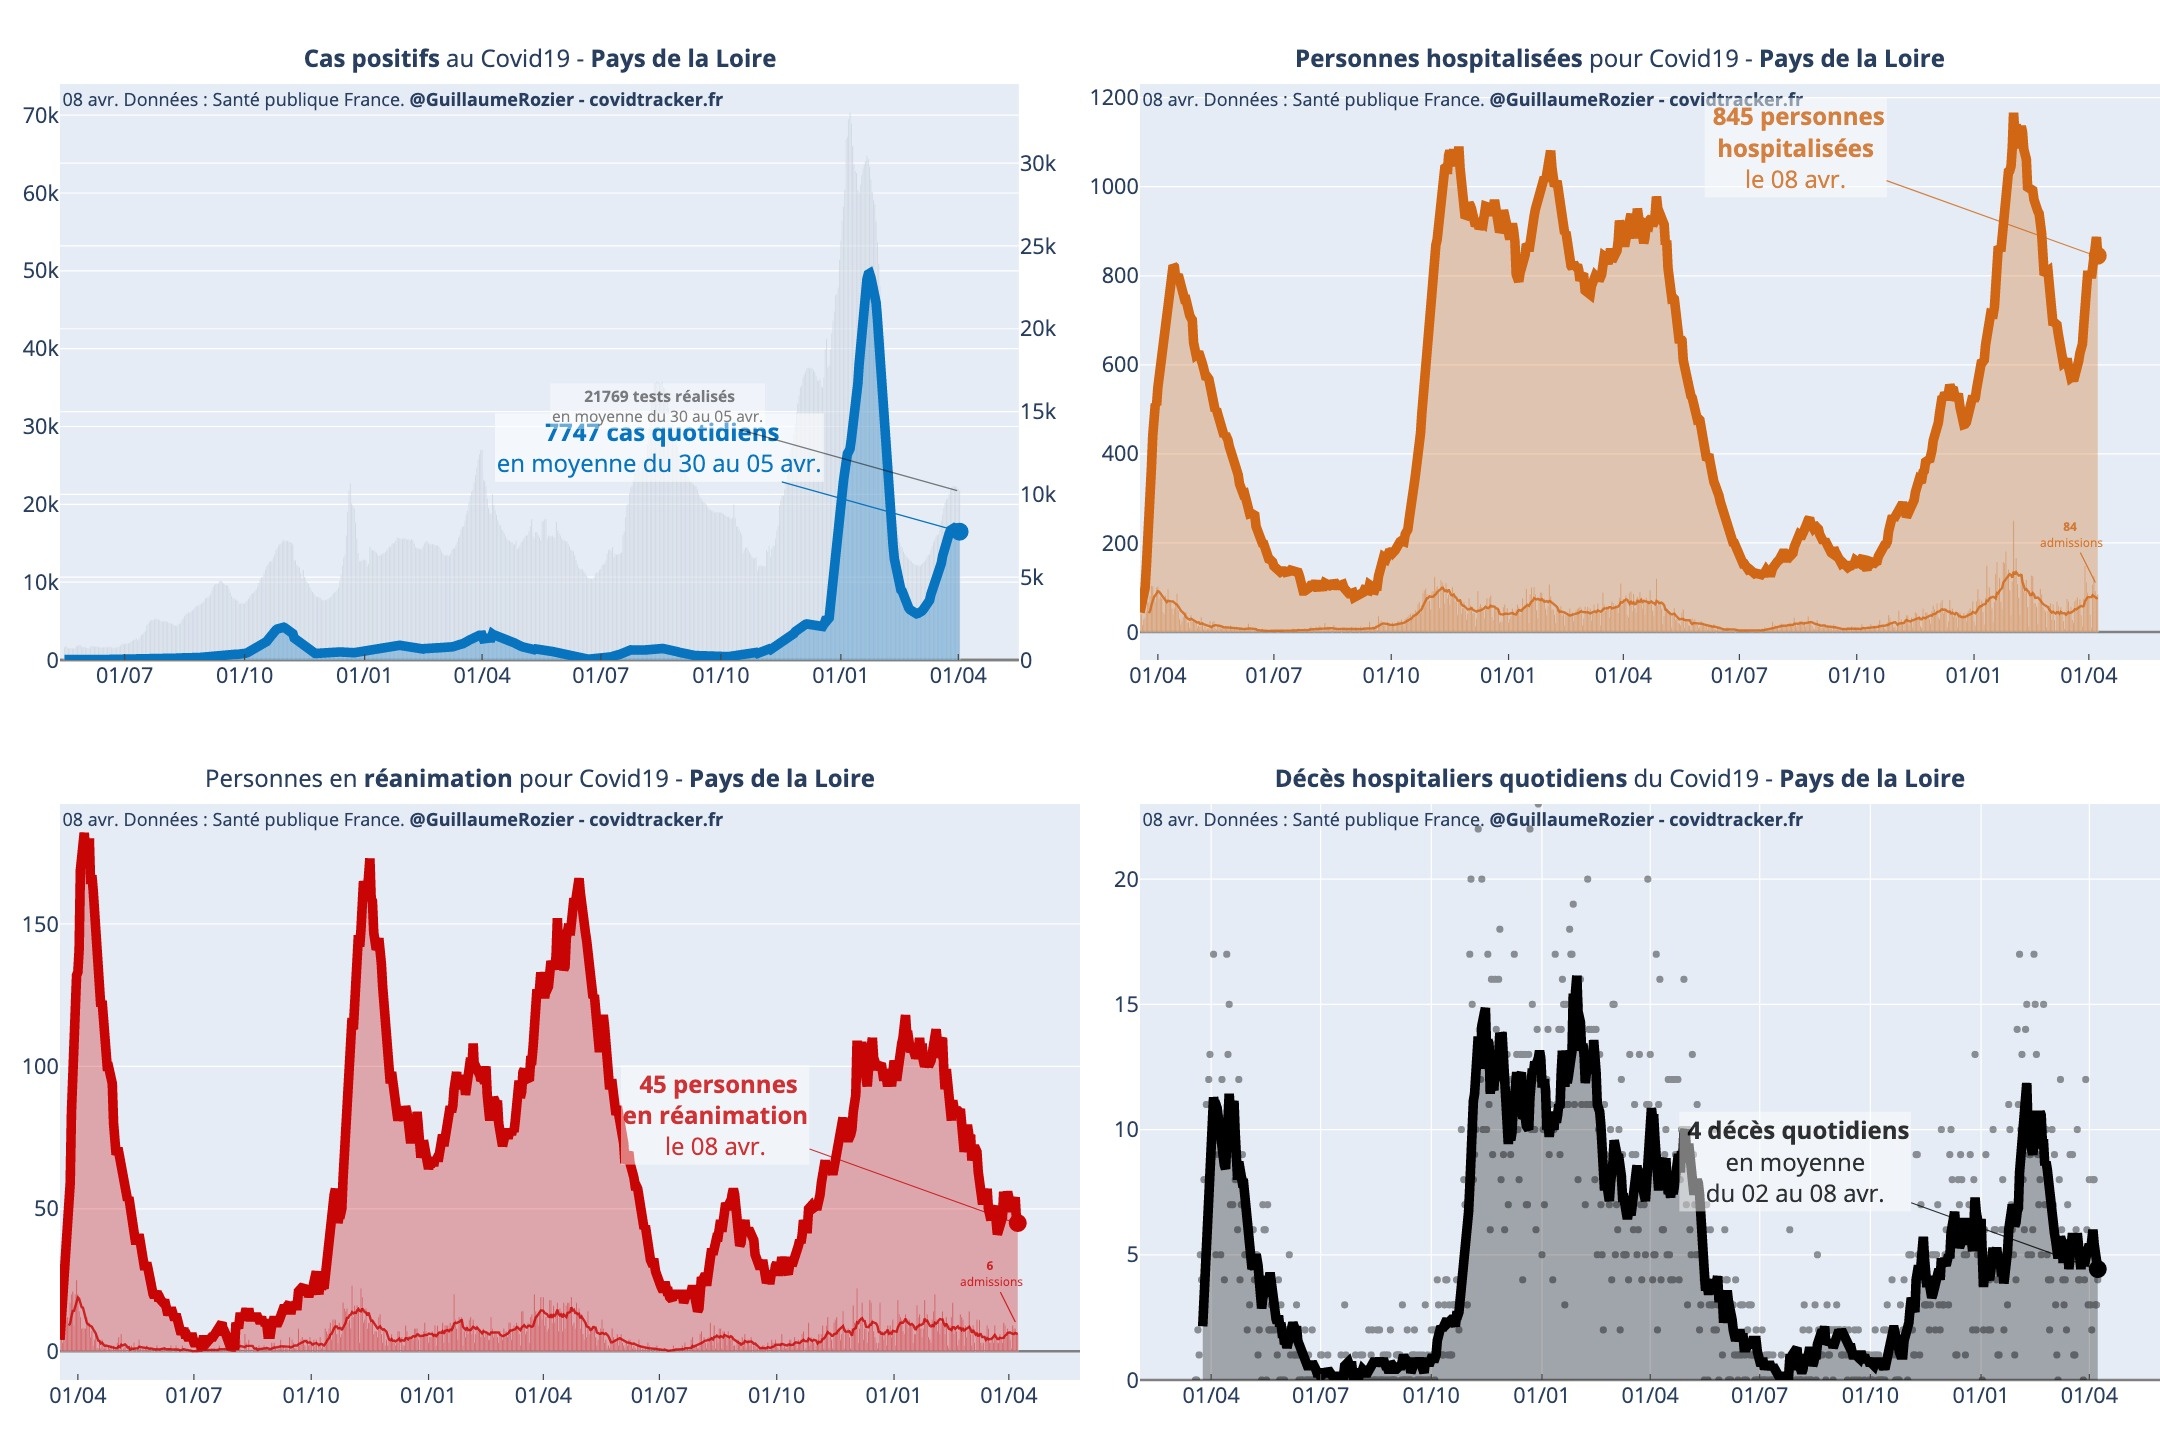 Cas positifs au Covid19 - Pays de la Loire
08 avr. Données : Santé publique France. @GuillaumeRozier - covidtracker.fr
70k
60k
50k
40k
30k
20k
10k
0
30k
25k
20k
15k
10k
5k
0
21769 tests réalisés
en moyenne du 30 au 05 avr.
7747 cas quotidiens
en moyenne du 30 au 05 avr.
01/07 01/10 01/01 01/04 01/07 01/10 01/01 01/04
Personnes hospitalisées pour Covid19 - Pays de la Loire
08 avr. Données : Santé publique France. @GuillaumeRozier - covidtracker.fr
1200
1000
800
600
400
200
0
845 personnes
hospitalisées
le 08 avr.
84
admissions
01/04 01/07 01/10 01/01 01/04 01/07 01/10 01/01 01/04
Personnes en réanimation pour Covid19 - Pays de la Loire
08 avr. Données : Santé publique France. @GuillaumeRozier - covidtracker.fr
150
100
50
0
45 personnes
en réanimation
le 08 avr.
6
admissions
01/04 01/07 01/10 01/01 01/04 01/07 01/10 01/01 01/04
Décès hospitaliers quotidiens du Covid19 - Pays de la Loire
08 avr. Données : Santé publique France. @GuillaumeRozier - covidtracker.fr
20
15
10
5
0
4 décès quotidiens
en moyenne
du 02 au 08 avr.
01/04 01/07 01/10 01/01 01/04 01/07 01/10 01/01 01/04